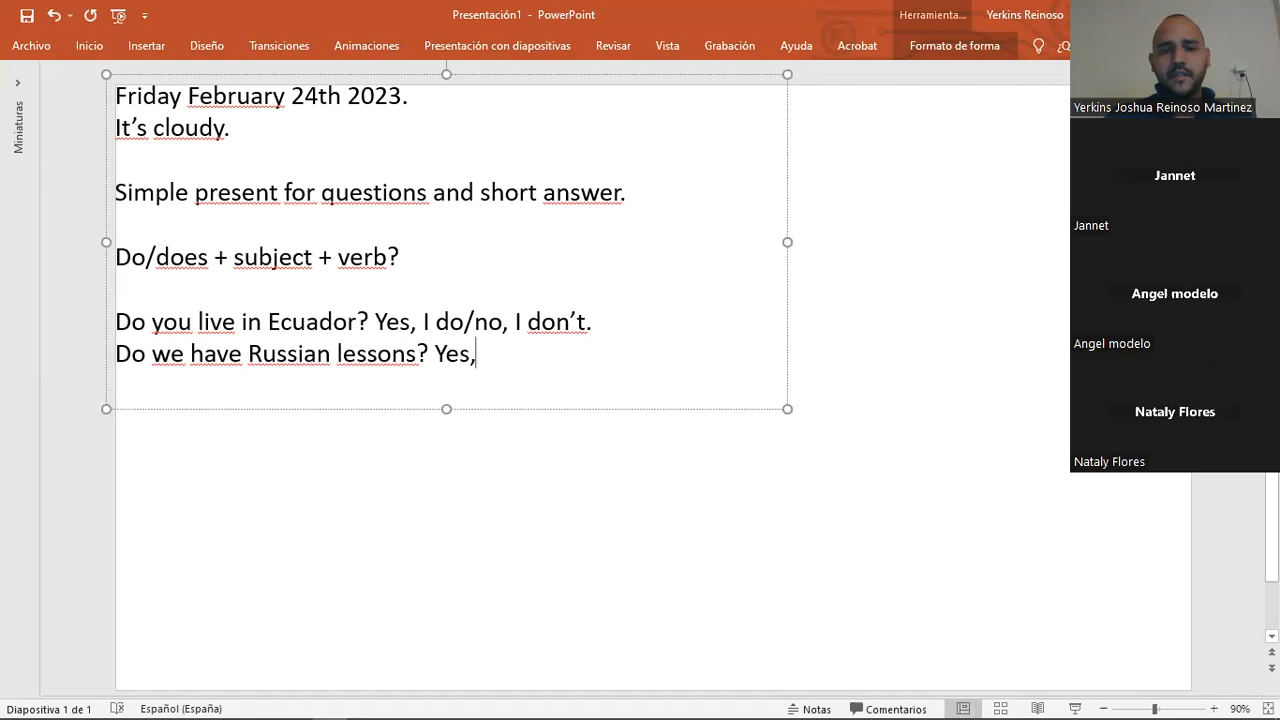 Presentación1 - PowerPoint
Herramienta...
Yerkins Reinoso
Archivo
Inicio
Insertar
Diseño
Transiciones
Animaciones
Presentación con diapositivas
Revisar
Vista
Grabación
Ayuda
Acrobat
Formato de forma
¿Q
Miniaturas
Friday February 24th 2023.
It’s cloudy.
Simple present for questions and short answer.
Do/does + subject + verb?
Do you live in Ecuador? Yes, I do/no, I don’t.
Do we have Russian lessons? Yes,
Yerkins Joshua Reinoso Martínez
Jannet
Jannet
Angel modelo
Angel modelo
Nataly Flores
Nataly Flores
Diapositiva 1 de 1
Español (España)
Notas
Comentarios
90%